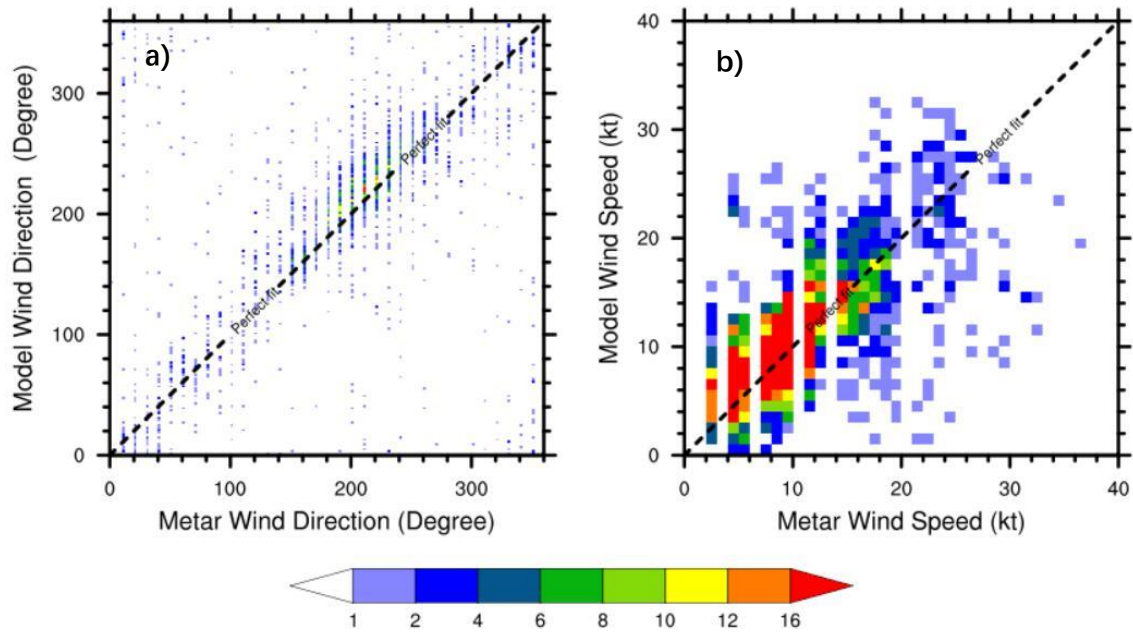 a)
Model Wind Direction (Degree)
300
200
100
0
Perfect fit
Perfect fit
0 100 200 300
Metar Wind Direction (Degree)
b)
Model Wind Speed (kt)
40
30
20
10
0
Perfect fit
Perfect fit
0 10 20 30 40
Metar Wind Speed (kt)
1 2 4 6 8 10 12 16